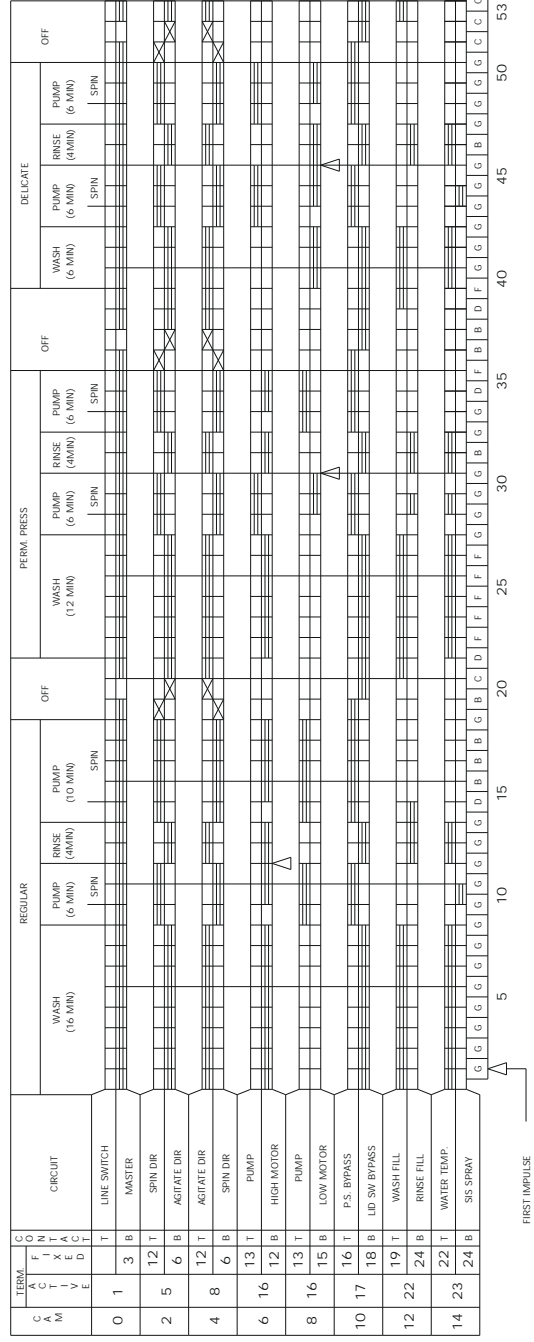 CAM
TERM.
ACTIVE
FIXED
CONTACT
CIRCUIT
REGULAR
OFF
PERM. PRESS
OFF
DELICATE
OFF
WASH
(16 MIN)
PUMP
(6 MIN)
SPIN
RINSE
(4MIN)
PUMP
(10 MIN)
SPIN
WASH
(12 MIN)
PUMP
(6 MIN)
SPIN
RINSE
(4MIN)
PUMP
(6 MIN)
SPIN
WASH
(6 MIN)
PUMP
(6 MIN)
SPIN
RINSE
(4MIN)
PUMP
(6 MIN)
SPIN
0 1 T LINE SWITCH
3 B MASTER
2 5 12 T SPIN DIR
6 B AGITATE DIR
4 8 12 T AGITATE DIR
6 B SPIN DIR
6 16 13 T PUMP
12 B HIGH MOTOR
8 16 13 T PUMP
15 B LOW MOTOR
10 17 16 T P.S. BYPASS
18 B LID SW BYPASS
12 22 19 T WASH FILL
24 B RINSE FILL
14 23 22 T WATER TEMP.
24 B SIS SPRAY
G G G G G G G G G G G G G D B B B G B C D F F F F F G G G G B G G D F B B D F G G G G G G B G G G G C C C
5 10 15 20 25 30 35 40 45 50 53
FIRST IMPULSE